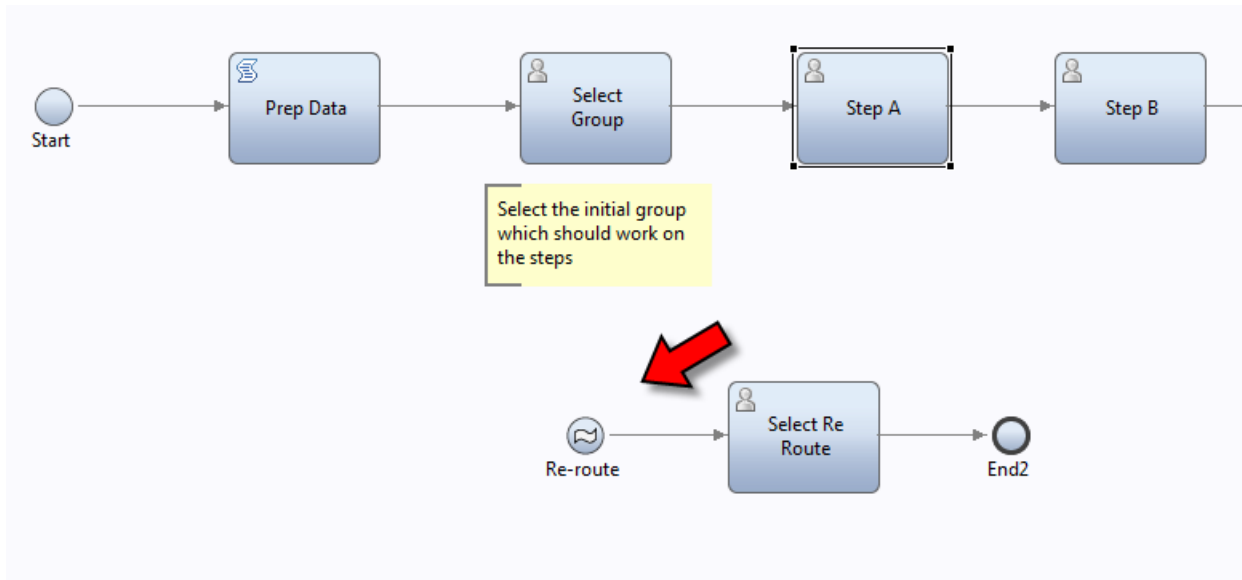 Start
Prep Data
Select
Group
Step A
Step B
Select the initial group
which should work on
the steps
Re-route
Select Re
Route
End2